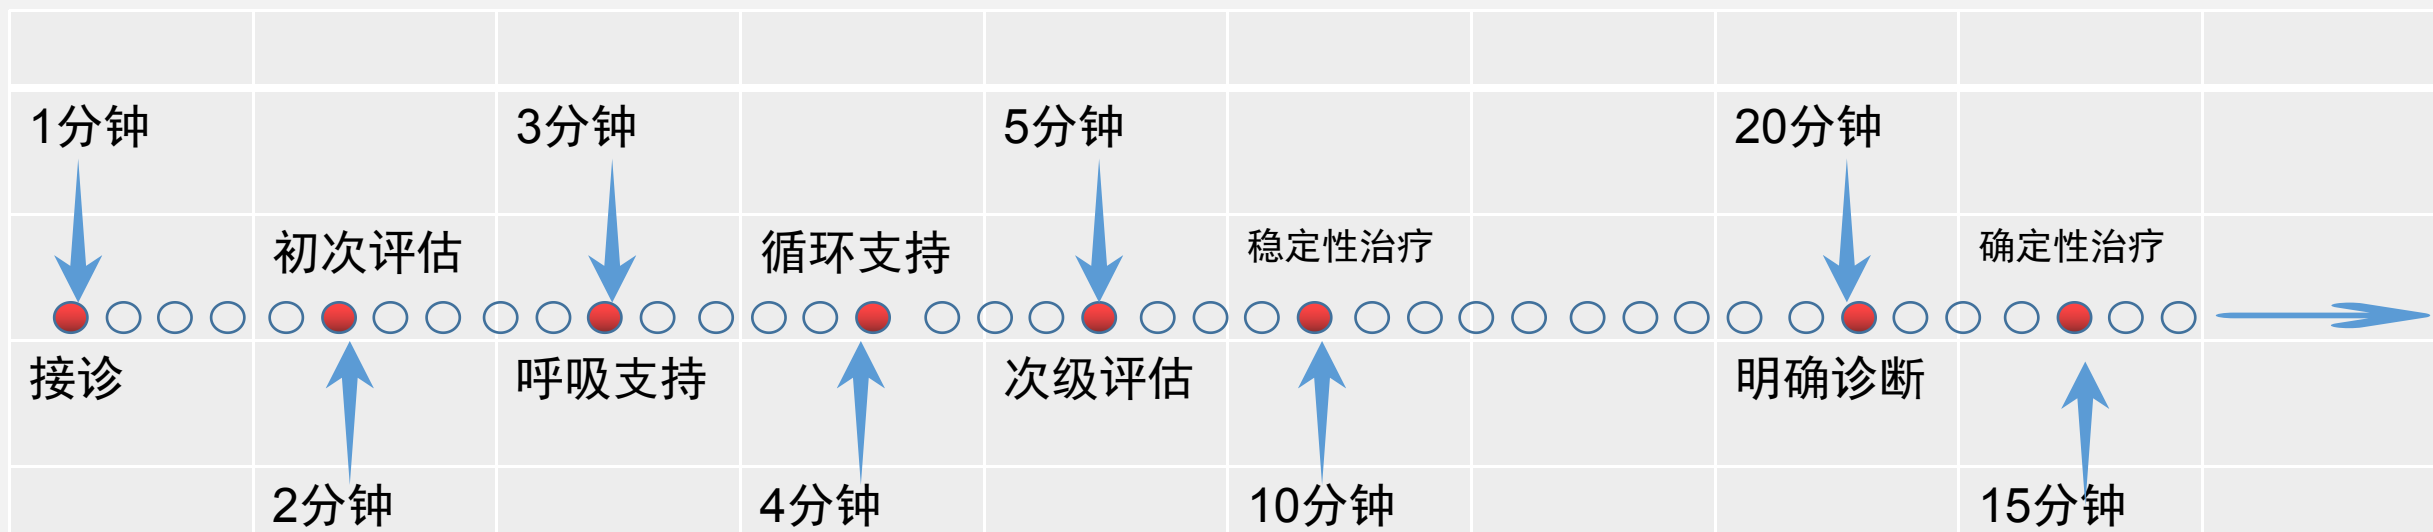 1分钟
3分钟
5分钟
20分钟
初次评估
循环支持
稳定性治疗
确定性治疗
接诊
呼吸支持
次级评估
明确诊断
2分钟
4分钟
10分钟
15分钟